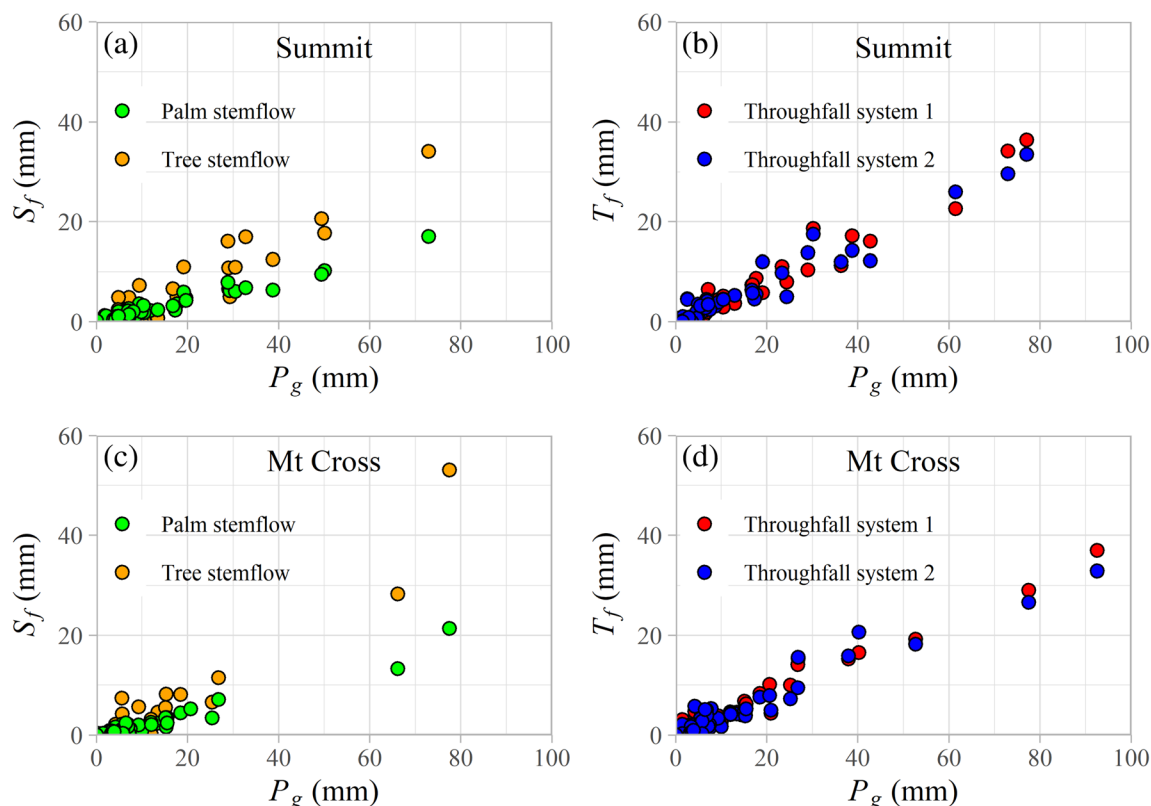 (a) Summit
60
40
20
0
Palm stemflow
Tree stemflow
S_f (mm)
0 20 40 60 80 100
P_g (mm)
(b) Summit
60
40
20
0
Throughfall system 1
Throughfall system 2
T_f (mm)
0 20 40 60 80 100
P_g (mm)
(c) Mt Cross
60
40
20
0
Palm stemflow
Tree stemflow
S_f (mm)
0 20 40 60 80 100
P_g (mm)
(d) Mt Cross
60
40
20
0
Throughfall system 1
Throughfall system 2
T_f (mm)
0 20 40 60 80 100
P_g (mm)